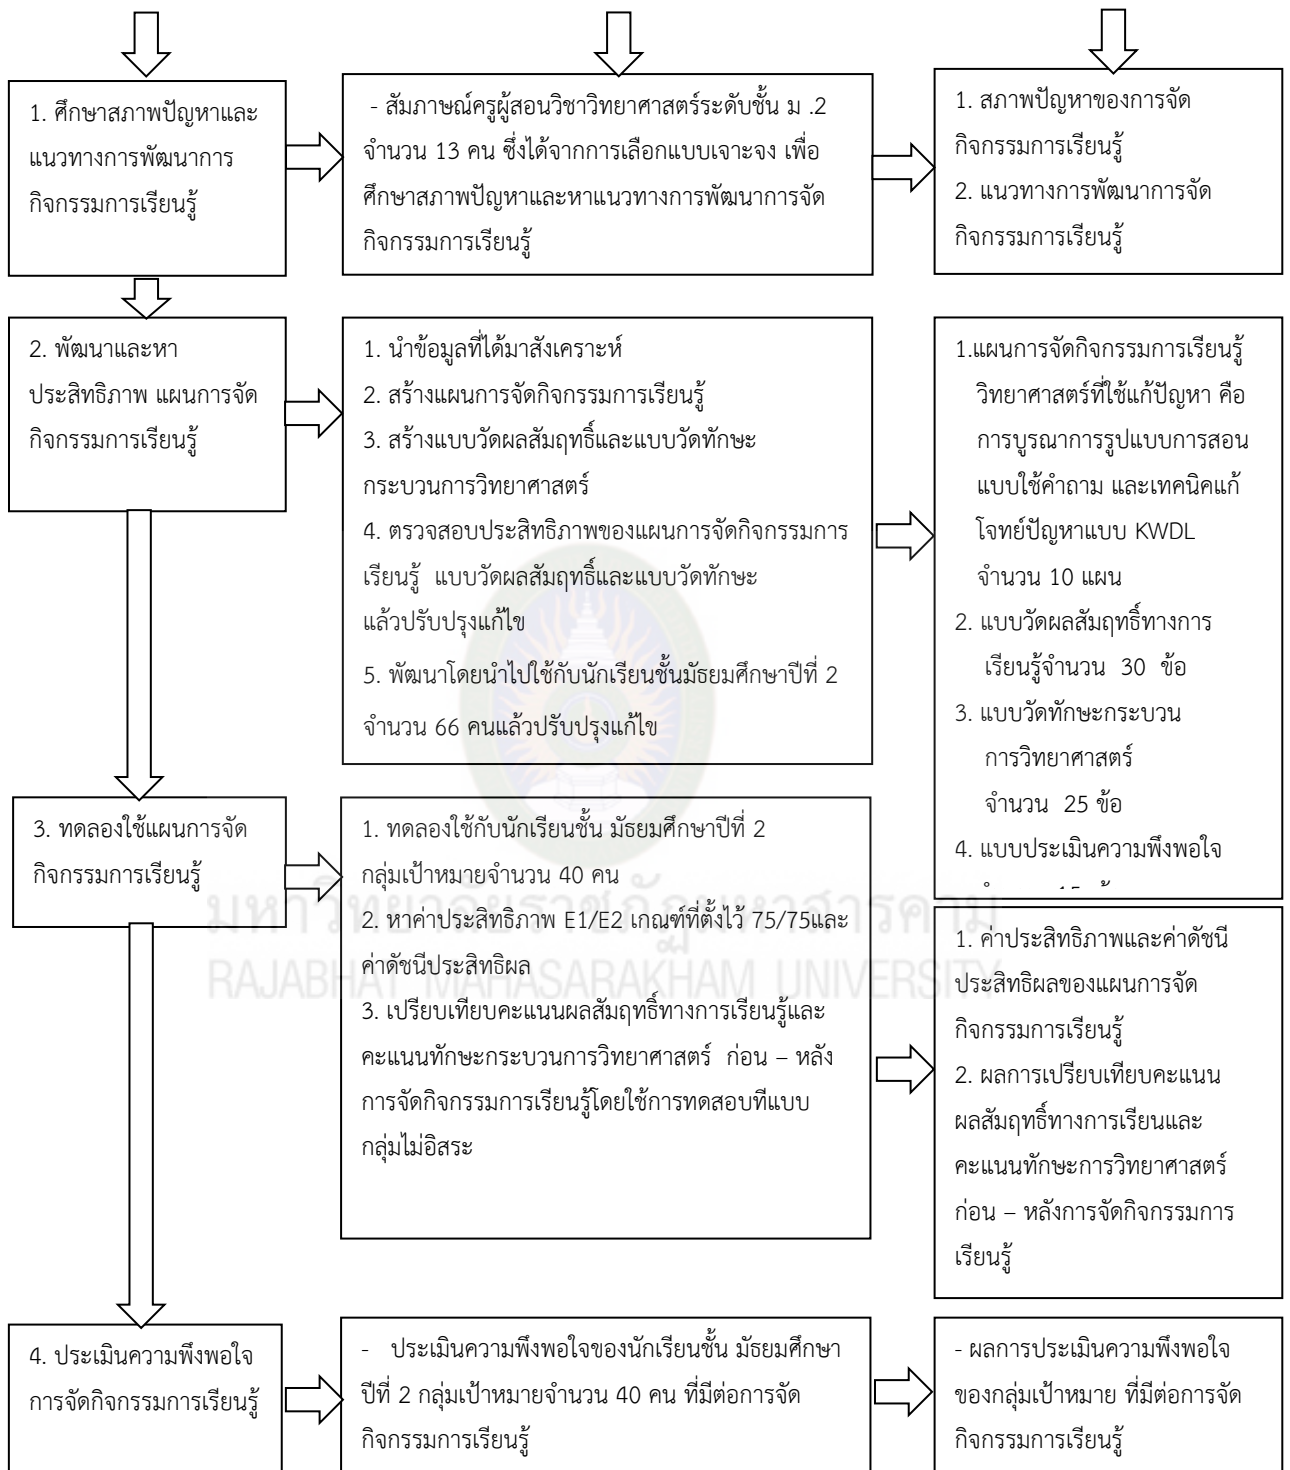 1. ศึกษาสภาพปัญหาและ
แนวทางการพัฒนาการ
กิจกรรมการเรียนรู้
- สัมภาษณ์ครูผู้สอนวิชาวิทยาศาสตร์ระดับชั้น ม .2
จำนวน 13 คน ซึ่งได้จากการเลือกแบบเจาะจง เพื่อ
ศึกษาสภาพปัญหาและหาแนวทางการพัฒนาการจัด
กิจกรรมการเรียนรู้
1. สภาพปัญหาของการจัด
กิจกรรมการเรียนรู้
2. แนวทางการพัฒนาการจัด
กิจกรรมการเรียนรู้
2. พัฒนาและหา
ประสิทธิภาพ แผนการจัด
กิจกรรมการเรียนรู้
1. นำข้อมูลที่ได้มาสังเคราะห์
2. สร้างแผนการจัดกิจกรรมการเรียนรู้
3. สร้างแบบวัดผลสัมฤทธิ์และแบบวัดทักษะ
กระบวนการวิทยาศาสตร์
4. ตรวจสอบประสิทธิภาพของแผนการจัดกิจกรรมการ
เรียนรู้ แบบวัดผลสัมฤทธิ์และแบบวัดทักษะ
แล้วปรับปรุงแก้ไข
5. พัฒนาโดยนำไปใช้กับนักเรียนชั้นมัธยมศึกษาปีที่ 2
จำนวน 66 คนแล้วปรับปรุงแก้ไข
1.แผนการจัดกิจกรรมการเรียนรู้
วิทยาศาสตร์ที่ใช้แก้ปัญหา คือ
การบูรณาการรูปแบบการสอน
แบบใช้คำถาม และเทคนิคแก้
โจทย์ปัญหาแบบ KWDL
จำนวน 10 แผน
2. แบบวัดผลสัมฤทธิ์ทางการ
เรียนรู้จำนวน 30 ข้อ
3. แบบวัดทักษะกระบวน
การวิทยาศาสตร์
จำนวน 25 ข้อ
4. แบบประเมินความพึงพอใจ
3. ทดลองใช้แผนการจัด
กิจกรรมการเรียนรู้
1. ทดลองใช้กับนักเรียนชั้น มัธยมศึกษาปีที่ 2
กลุ่มเป้าหมายจำนวน 40 คน
2. หาค่าประสิทธิภาพ E1/E2 เกณฑ์ที่ตั้งไว้ 75/75และ
ค่าดัชนีประสิทธิผล
3. เปรียบเทียบคะแนนผลสัมฤทธิ์ทางการเรียนรู้และ
คะแนนทักษะกระบวนการวิทยาศาสตร์ ก่อน – หลัง
การจัดกิจกรรมการเรียนรู้โดยใช้การทดสอบทีแบบ
กลุ่มไม่อิสระ
1. ค่าประสิทธิภาพและค่าดัชนี
ประสิทธิผลของแผนการจัด
กิจกรรมการเรียนรู้
2. ผลการเปรียบเทียบคะแนน
ผลสัมฤทธิ์ทางการเรียนและ
คะแนนทักษะการวิทยาศาสตร์
ก่อน – หลังการจัดกิจกรรมการ
เรียนรู้
มหาวิทยาลัยราชภัฏมหาสารคาม
RAJABHAT MAHASARAKHAM UNIVERSITY
4. ประเมินความพึงพอใจ
การจัดกิจกรรมการเรียนรู้
- ประเมินความพึงพอใจของนักเรียนชั้น มัธยมศึกษา
ปีที่ 2 กลุ่มเป้าหมายจำนวน 40 คน ที่มีต่อการจัด
กิจกรรมการเรียนรู้
- ผลการประเมินความพึงพอใจ
ของกลุ่มเป้าหมาย ที่มีต่อการจัด
กิจกรรมการเรียนรู้